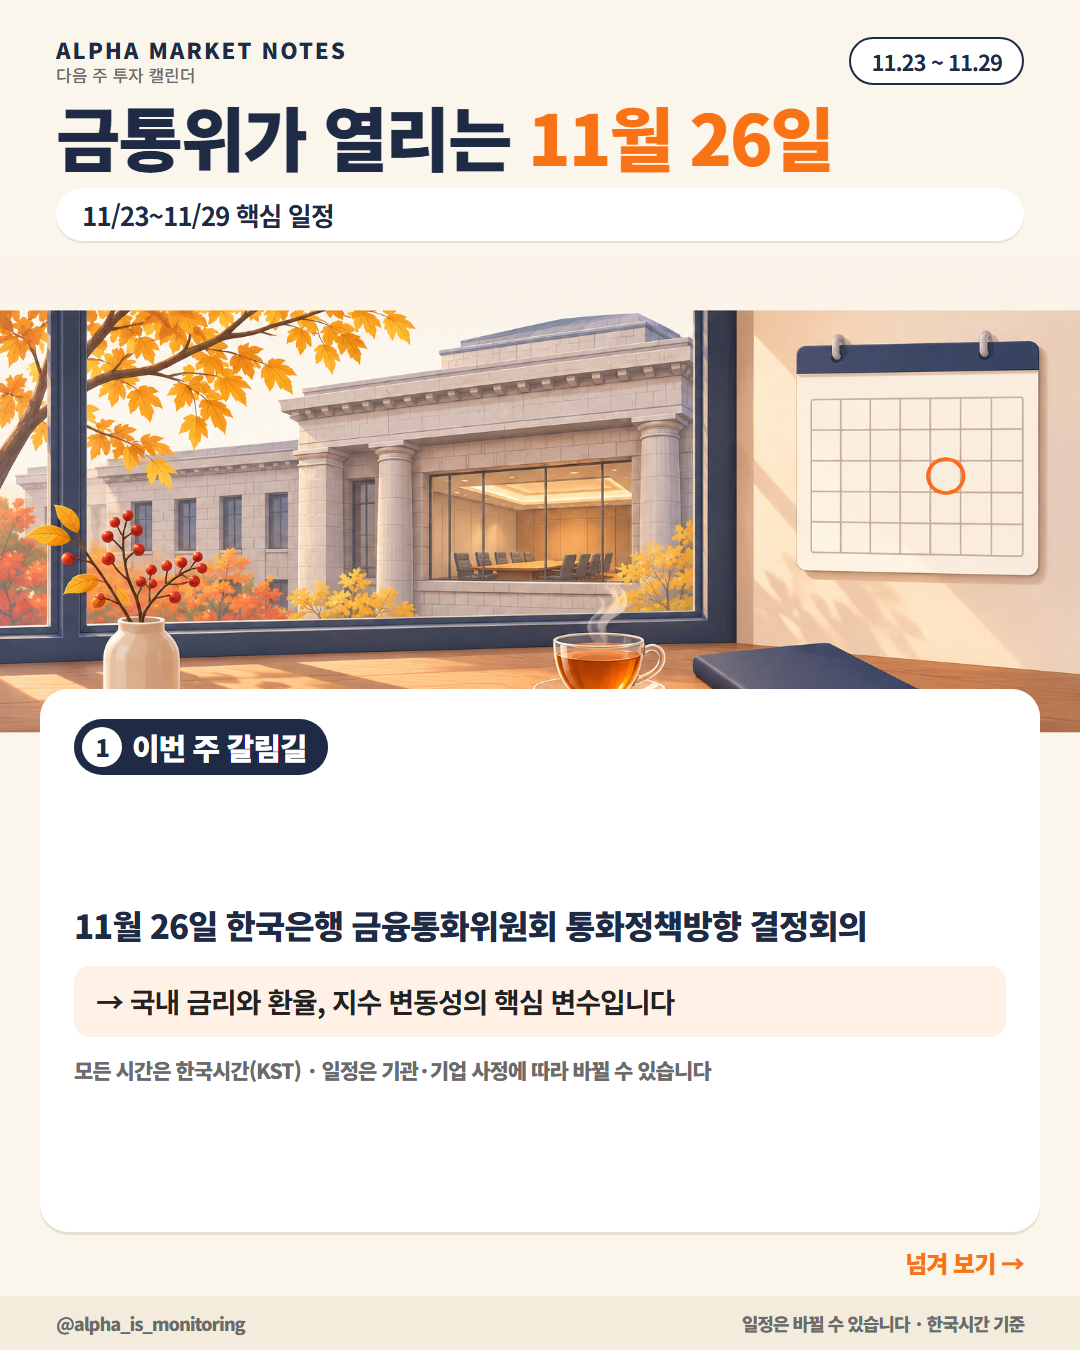 ALPHA MARKET NOTES
다음 주 투자 캘린더
11.23 ~ 11.29
금통위가 열리는 11월 26일
11/23~11/29 핵심 일정
1 이번 주 갈림길
11월 26일 한국은행 금융통화위원회 통화정책방향 결정회의
→ 국내 금리와 환율, 지수 변동성의 핵심 변수입니다
모든 시간은 한국시간(KST) · 일정은 기관·기업 사정에 따라 바뀔 수 있습니다
넘겨 보기 →
@alpha_is_monitoring
일정은 바뀔 수 있습니다 · 한국시간 기준